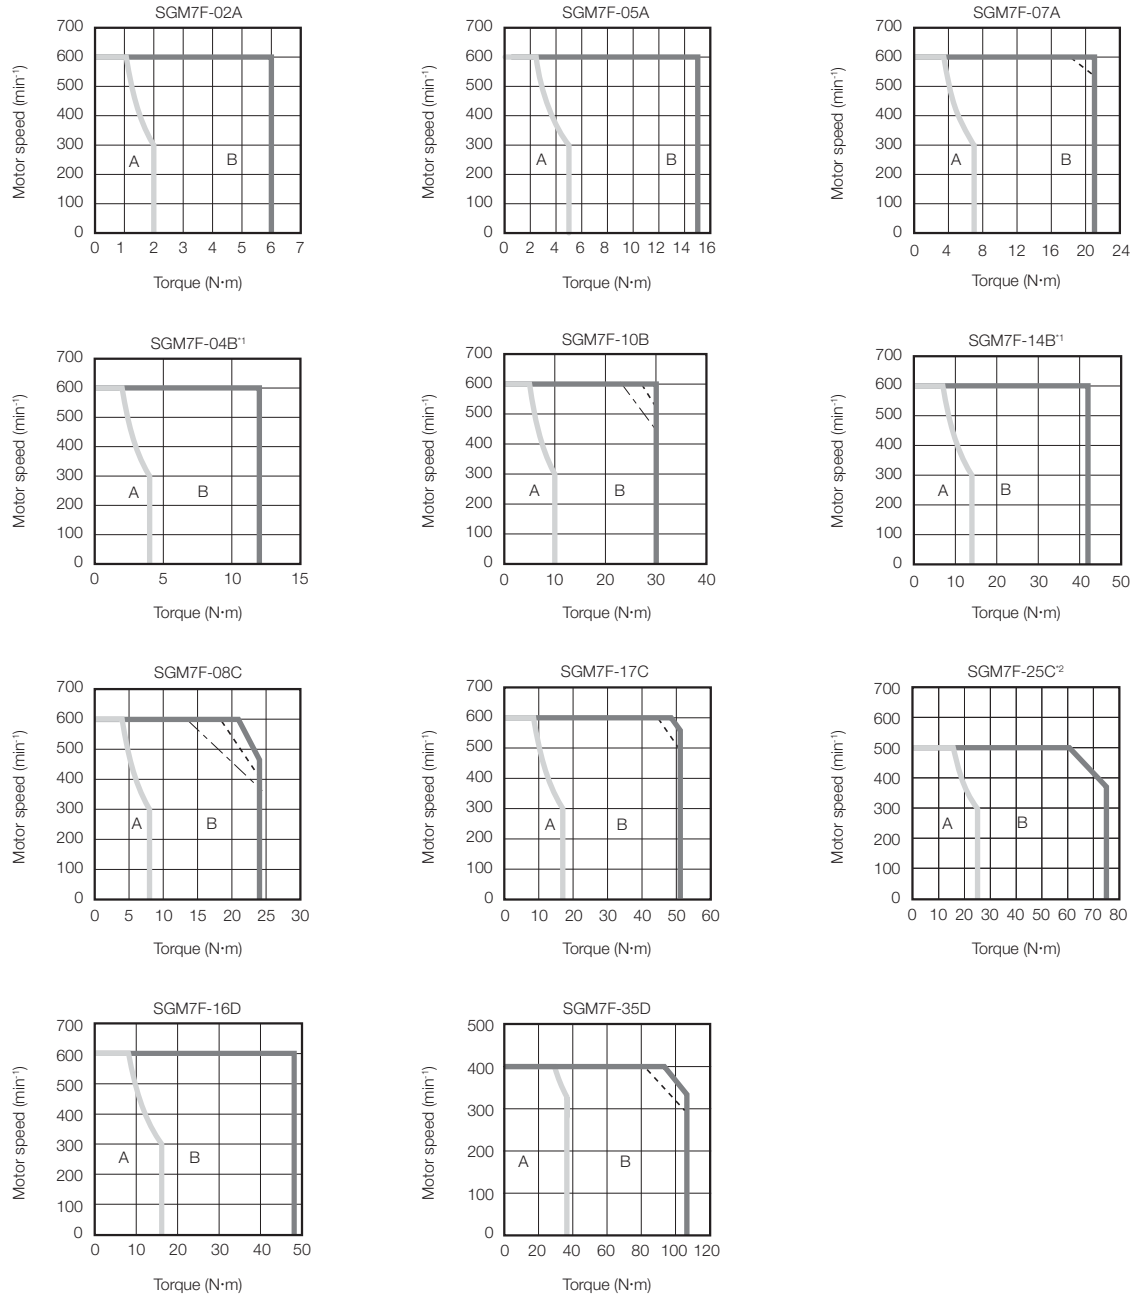 SGM7F-02A
Motor speed (min-1)
700
600
500
400
300
200
100
0
A
B
0 1 2 3 4 5 6 7
Torque (N•m)
SGM7F-05A
Motor speed (min-1)
700
600
500
400
300
200
100
0
A
B
0 2 4 6 8 10 12 14 16
Torque (N•m)
SGM7F-07A
Motor speed (min-1)
700
600
500
400
300
200
100
0
A
B
0 4 8 12 16 20 24
Torque (N•m)
SGM7F-04B*1
Motor speed (min-1)
700
600
500
400
300
200
100
0
A
B
0 5 10 15
Torque (N•m)
SGM7F-10B
Motor speed (min-1)
700
600
500
400
300
200
100
0
A
B
0 10 20 30 40
Torque (N•m)
SGM7F-14B*1
Motor speed (min-1)
700
600
500
400
300
200
100
0
A
B
0 10 20 30 40 50
Torque (N•m)
SGM7F-08C
Motor speed (min-1)
700
600
500
400
300
200
100
0
A
B
0 5 10 15 20 25 30
Torque (N•m)
SGM7F-17C
Motor speed (min-1)
700
600
500
400
300
200
100
0
A
B
0 10 20 30 40 50 60
Torque (N•m)
SGM7F-25C*2
Motor speed (min-1)
700
600
500
400
300
200
100
0
A
B
0 10 20 30 40 50 60 70 80
Torque (N•m)
SGM7F-16D
Motor speed (min-1)
700
600
500
400
300
200
100
0
A
B
0 10 20 30 40 50
Torque (N•m)
SGM7F-35D
Motor speed (min-1)
500
400
300
200
100
0
A
B
0 20 40 60 80 100 120
Torque (N•m)